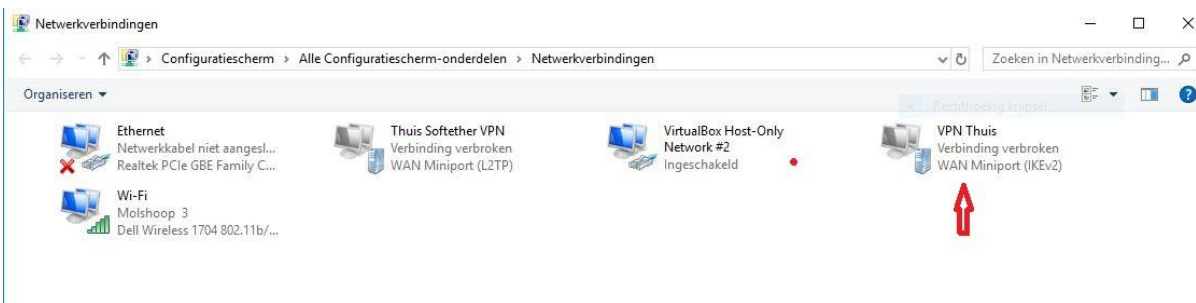 Netwerkverbindingen
Configuratiescherm > Alle Configuratiescherm-onderdelen > Netwerkverbindingen
Zoeken in Netwerkverbinding...
Organiseren
Rechthoekig knipsel
Ethernet
Netwerkkabel niet aangesl...
Realtek PCIe GBE Family C...
Thuis Softether VPN
Verbinding verbroken
WAN Miniport (L2TP)
VirtualBox Host-Only
Network #2
Ingeschakeld
VPN Thuis
Verbinding verbroken
WAN Miniport (IKEv2)
Wi-Fi
Molshoop 3
Dell Wireless 1704 802.11b/...